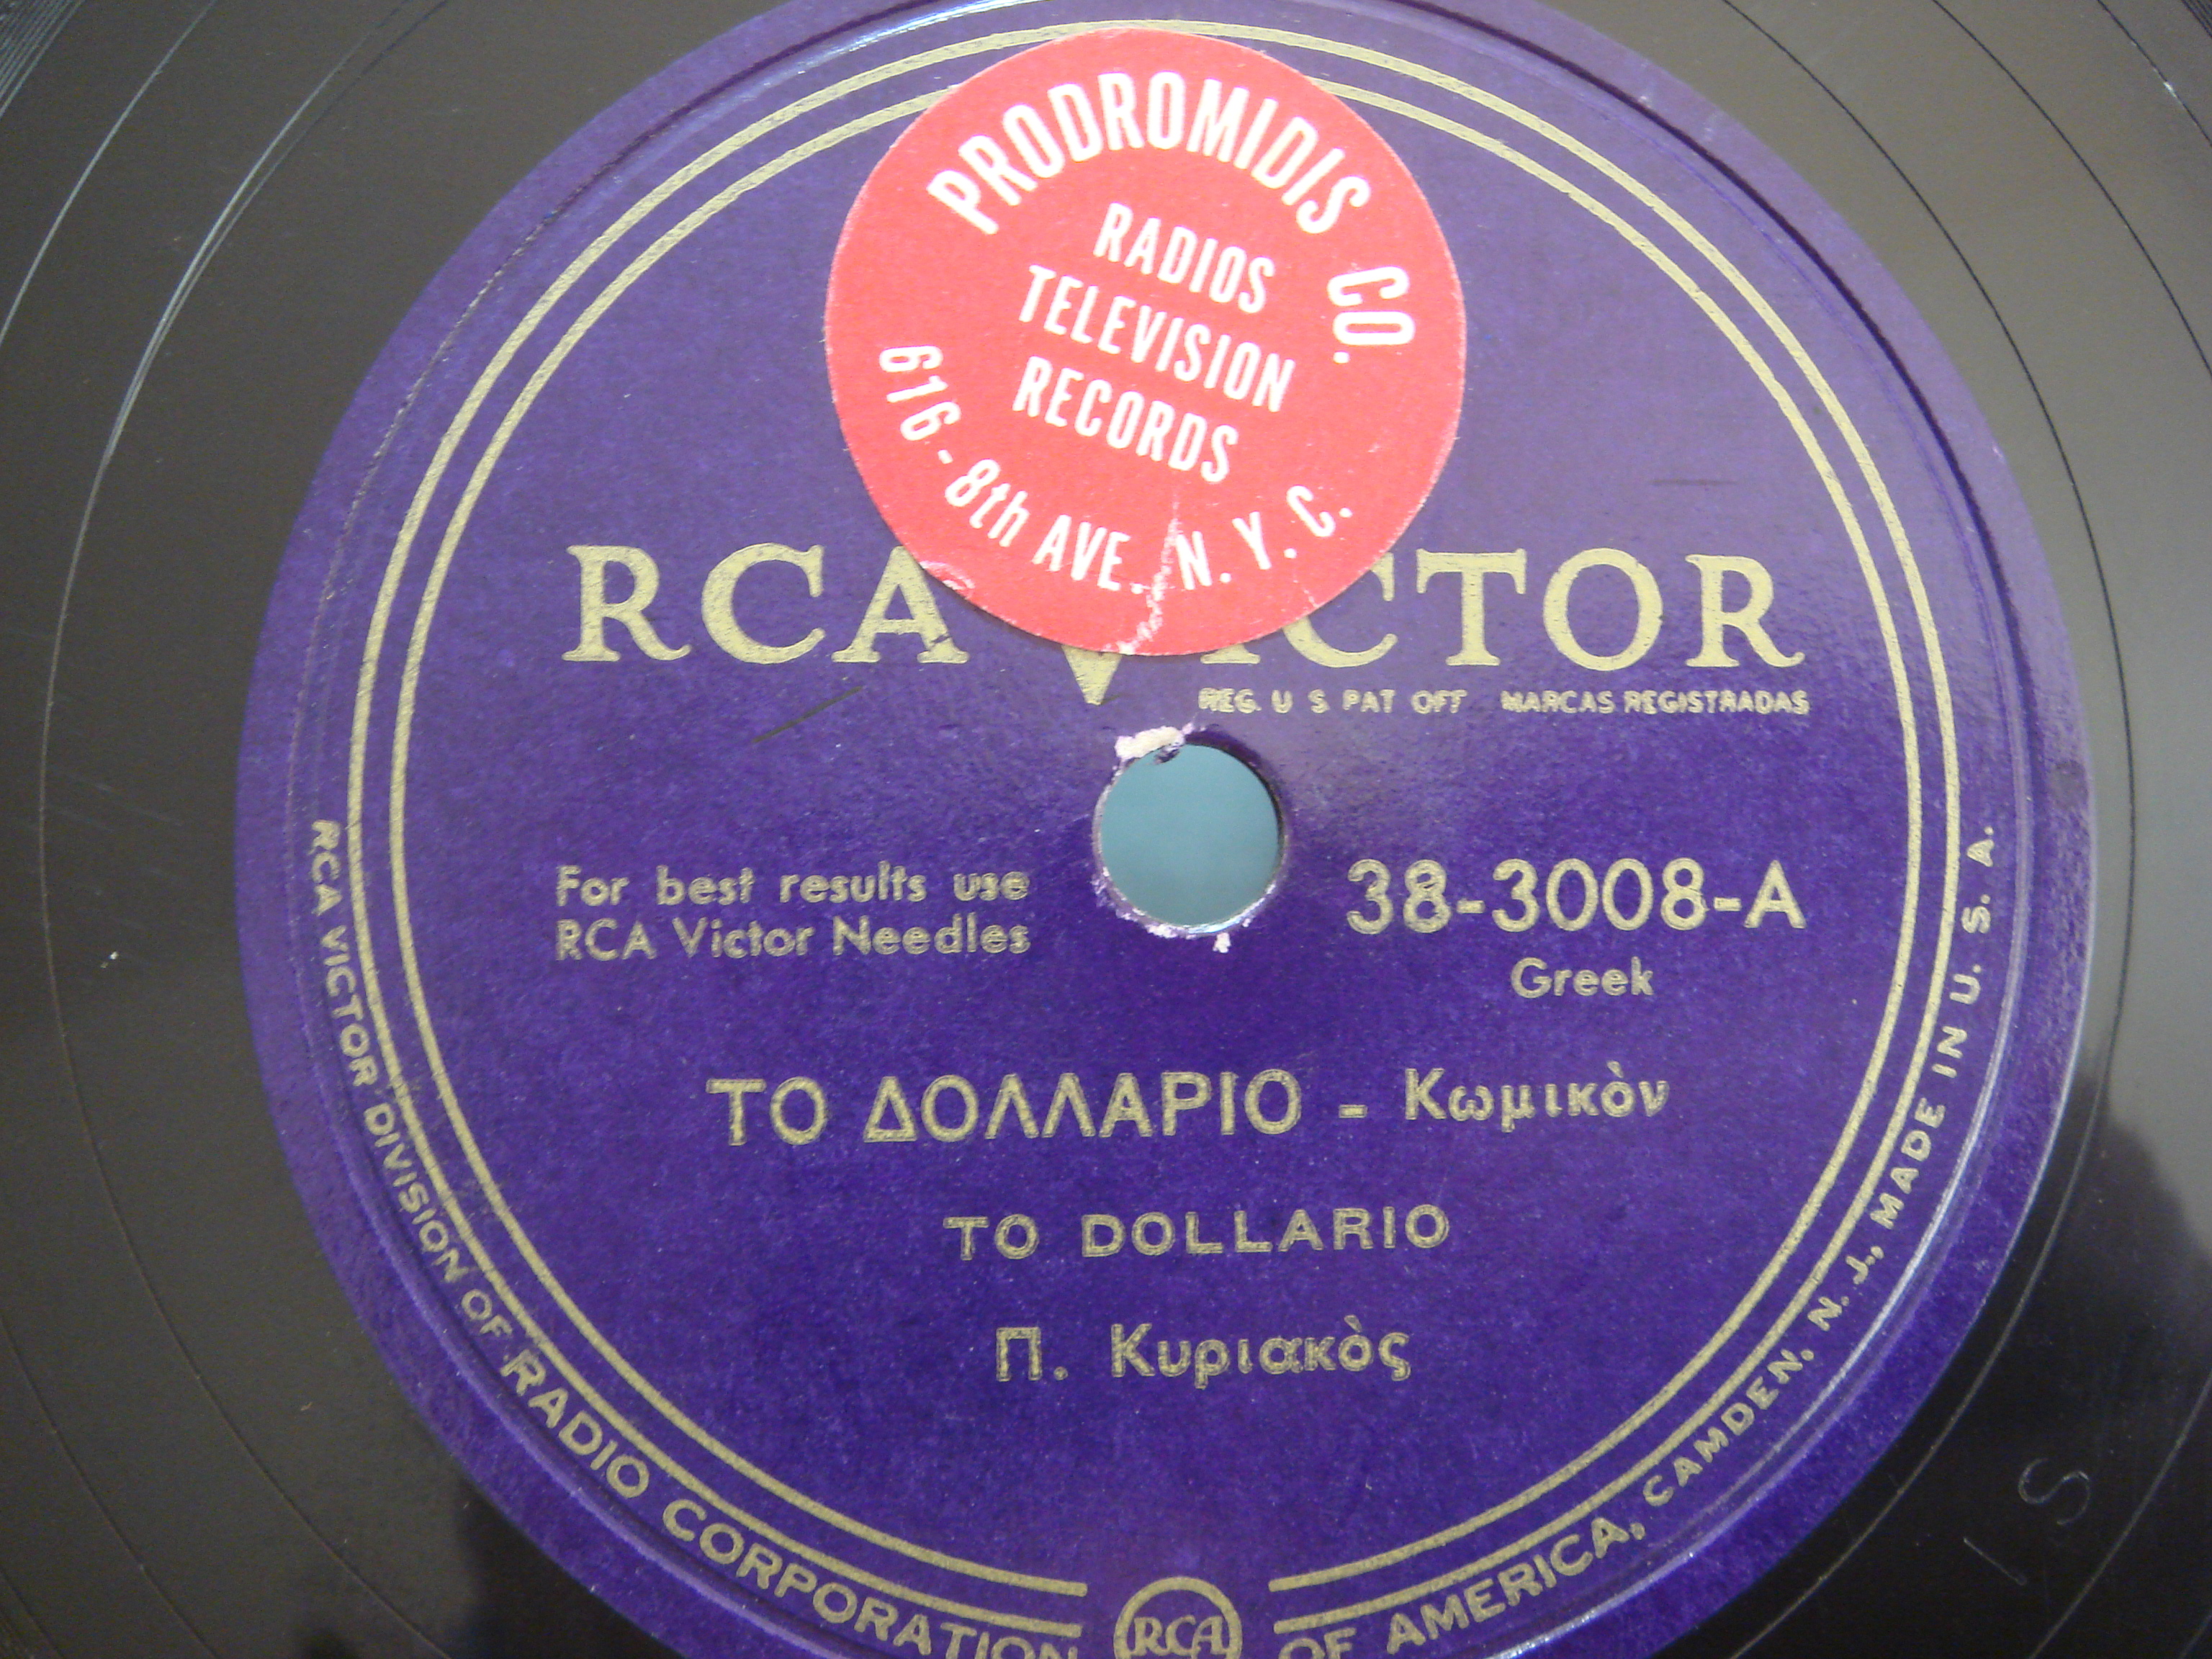 PRODROMIDIS CO.
RADIOS
TELEVISION
RECORDS
616 - 8th AVE. N. Y. C.
RCA VICTOR
REG. U S PAT OFF MARCAS REGISTRADAS
For best results use
RCA Victor Needles
38-3008-A
Greek
ΤΟ ΔΟΛΛΑΡΙΟ - Κωμικὸν
TO DOLLARIO
Π. Κυριακὸς
RCA VICTOR DIVISION OF RADIO CORPORATION OF AMERICA, CAMDEN, N. J., MADE IN U. S. A.
RCA